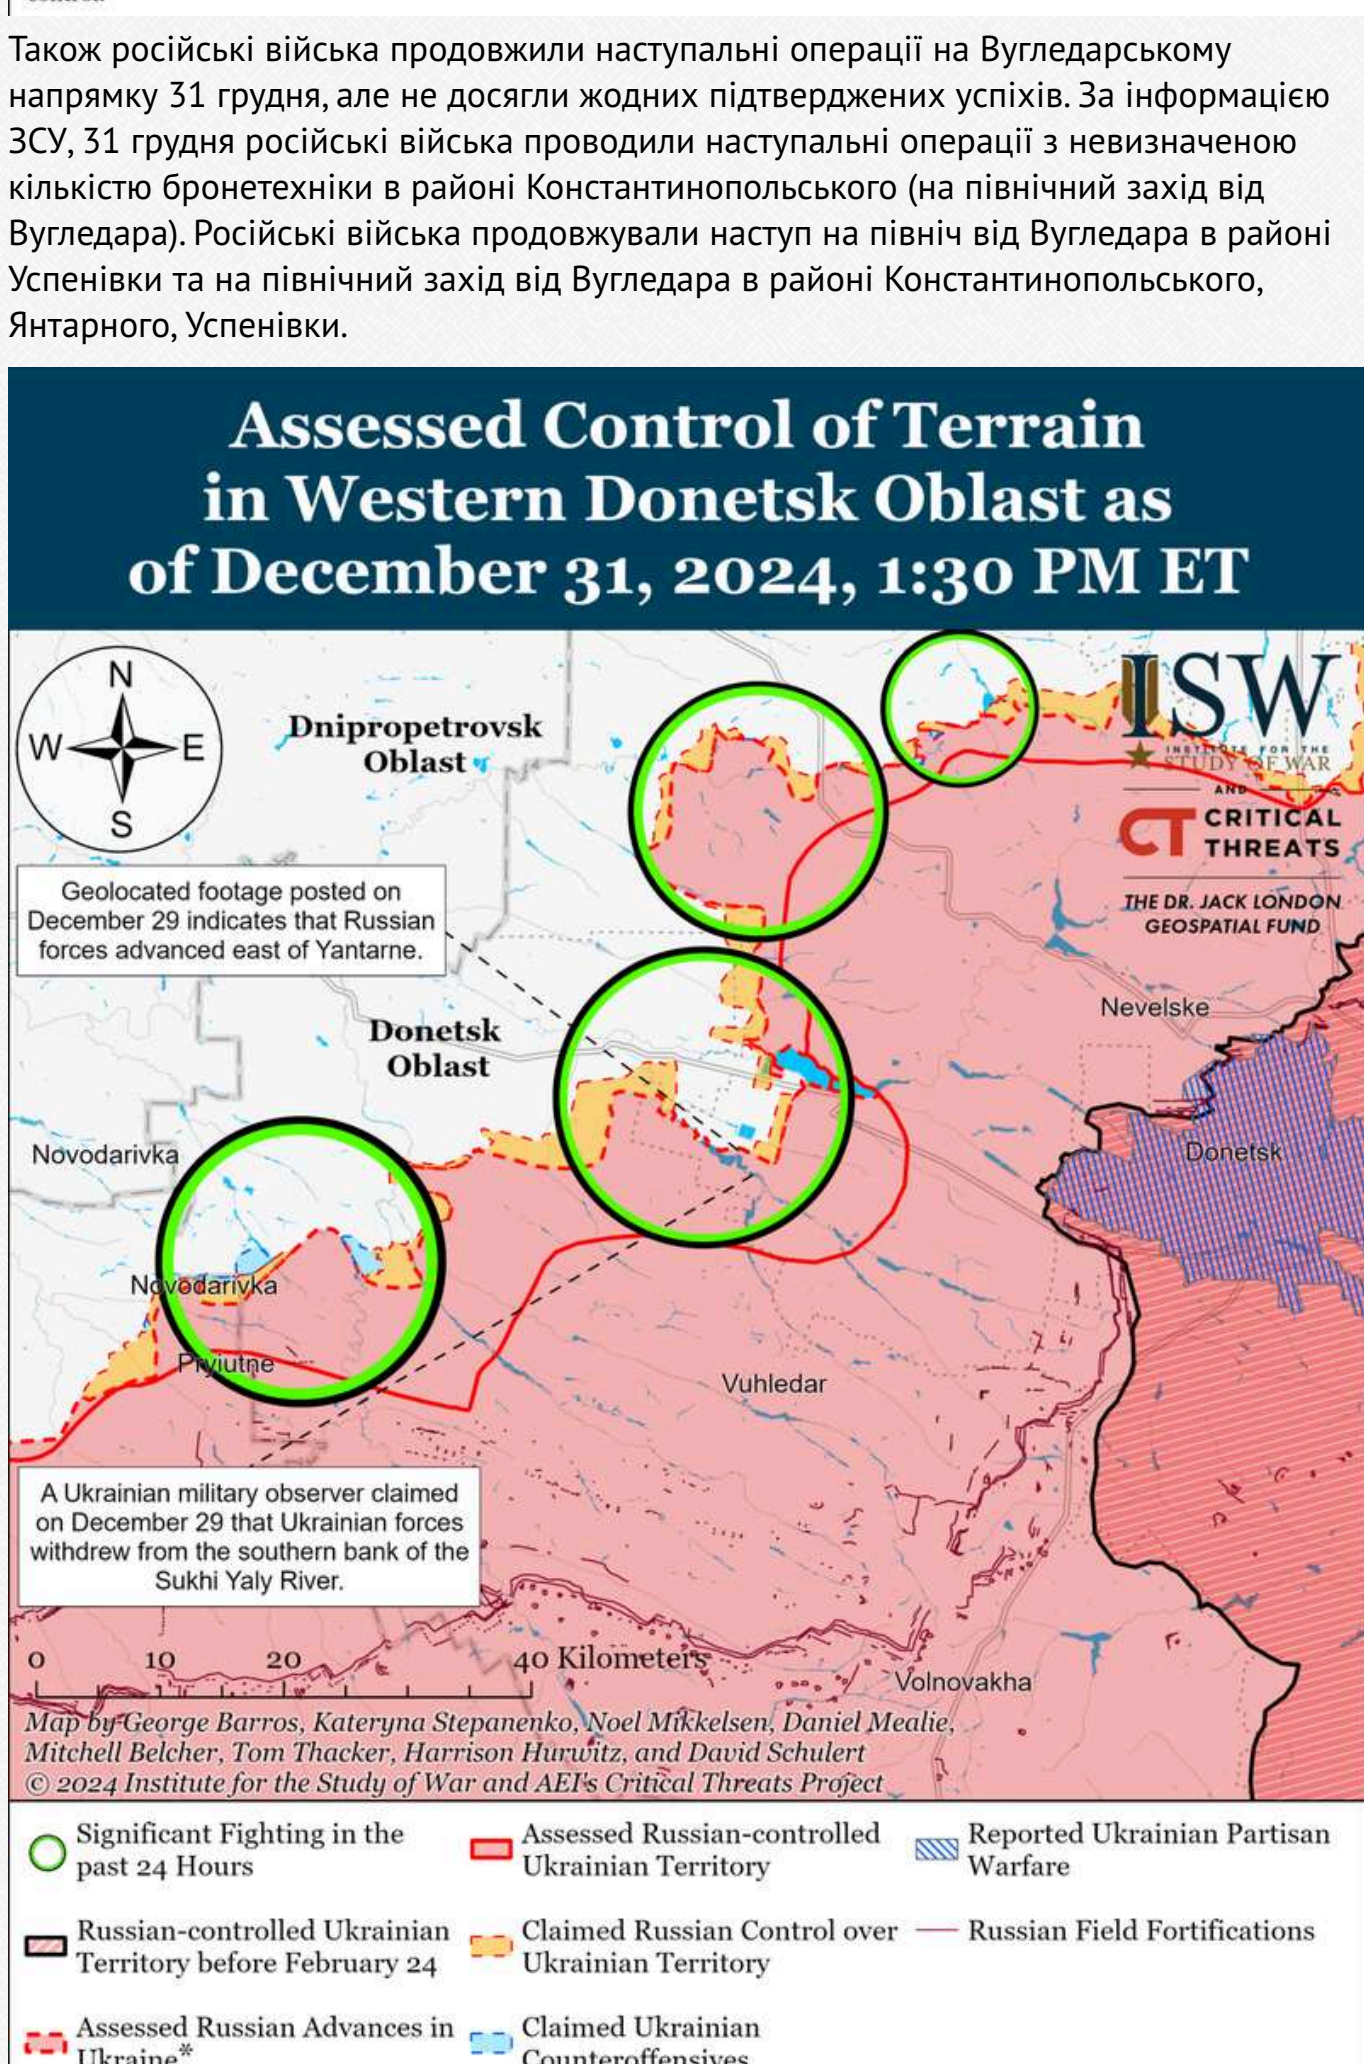 Також російські війська продовжили наступальні операції на Вугледарському
напрямку 31 грудня, але не досягли жодних підтверджених успіхів. За інформацією
ЗСУ, 31 грудня російські війська проводили наступальні операції з невизначеною
кількістю бронетехніки в районі Константинопольського (на північний захід від
Вугледара). Російські війська продовжували наступ на північ від Вугледара в районі
Успенівки та на північний захід від Вугледара в районі Константинопольського,
Янтарного, Успенівки.
Assessed Control of Terrain
in Western Donetsk Oblast as
of December 31, 2024, 1:30 PM ET
N
W E
S
Dnipropetrovsk
Oblast
ISW
INSTITUTE FOR THE
STUDY OF WAR
AND
CT CRITICAL
THREATS
THE DR. JACK LONDON
GEOSPATIAL FUND
Geolocated footage posted on
December 29 indicates that Russian
forces advanced east of Yantarne.
Donetsk
Oblast
Nevelske
Novodarivka
Donetsk
Novodarivka
Pryiutne
Vuhledar
A Ukrainian military observer claimed
on December 29 that Ukrainian forces
withdrew from the southern bank of the
Sukhi Yaly River.
0 10 20 40 Kilometers
Volnovakha
Map by George Barros, Kateryna Stepanenko, Noel Mikkelsen, Daniel Mealie,
Mitchell Belcher, Tom Thacker, Harrison Hurwitz, and David Schulert
© 2024 Institute for the Study of War and AEI's Critical Threats Project
Significant Fighting in the
past 24 Hours
Assessed Russian-controlled
Ukrainian Territory
Reported Ukrainian Partisan
Warfare
Russian-controlled Ukrainian
Territory before February 24
Claimed Russian Control over
Ukrainian Territory
Russian Field Fortifications
Assessed Russian Advances in
Ukraine*
Claimed Ukrainian
Counteroffensives